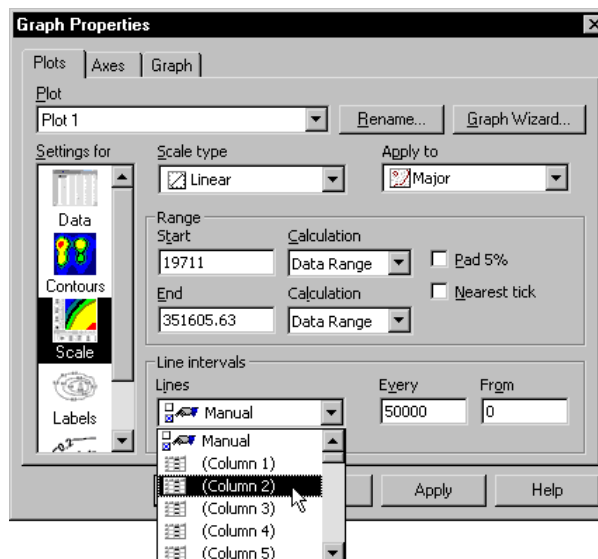 Graph Properties
Plots Axes Graph
Plot
Plot 1 Rename... Graph Wizard...
Settings for Scale type Apply to
Linear Major
Data
Range
Start Calculation
19711 Data Range Pad 5%
Contours
End Calculation Nearest tick
351605.63 Data Range
Scale
Line intervals
Lines Every From
Manual 50000 0
Labels
Manual
(Column 1)
(Column 2)
(Column 3)
(Column 4)
(Column 5)
Apply Help